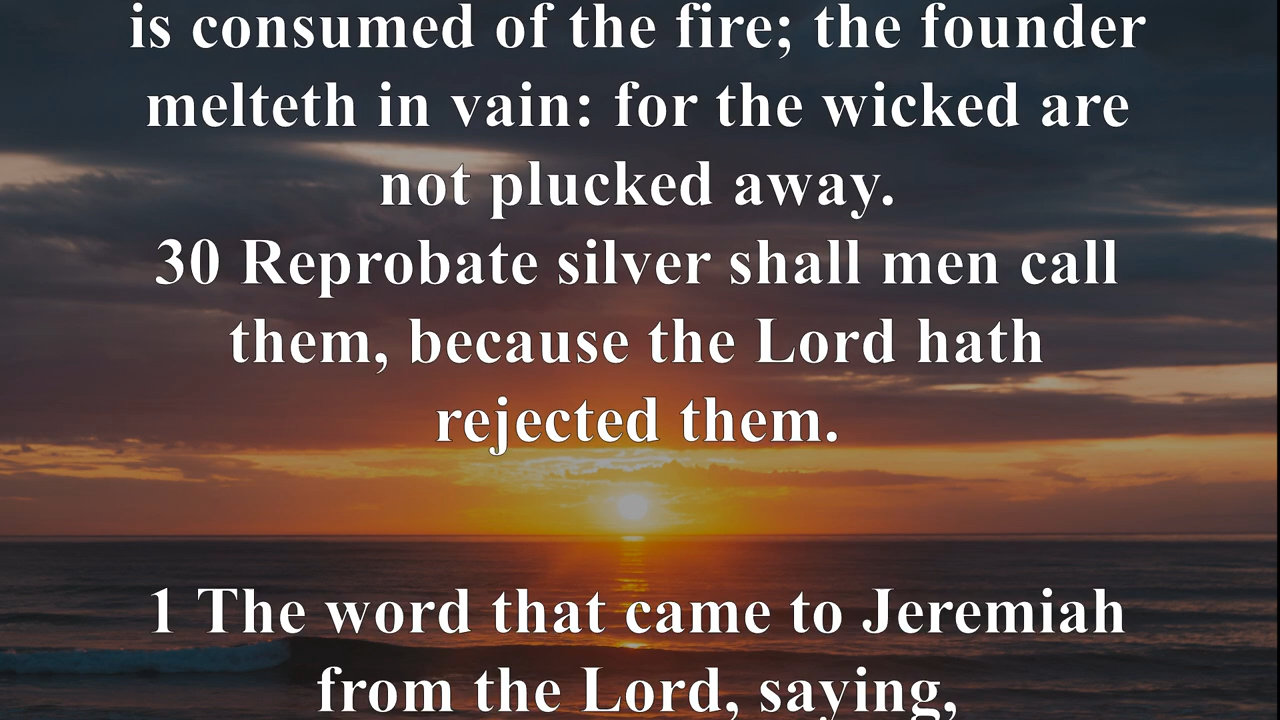 is consumed of the fire; the founder
melteth in vain: for the wicked are
not plucked away.
30 Reprobate silver shall men call
them, because the Lord hath
rejected them.
1 The word that came to Jeremiah
from the Lord, saying,